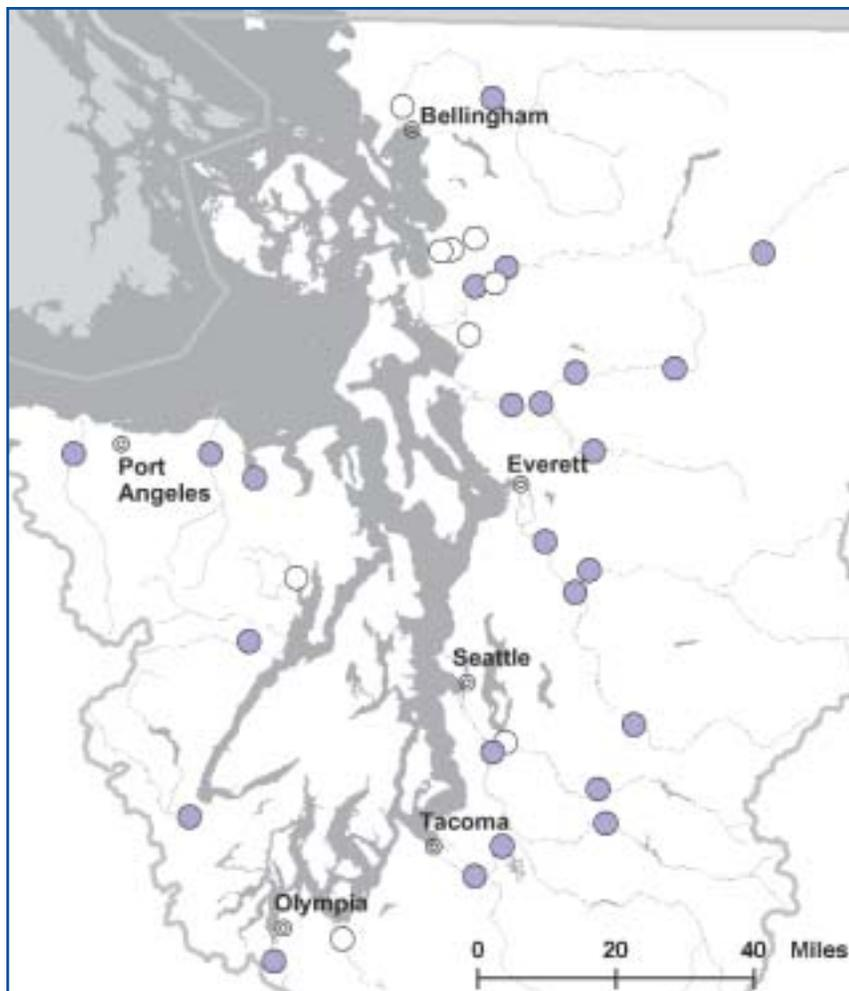 Bellingham
Port
Angeles
Everett
Seattle
Tacoma
Olympia
0 20 40 Miles